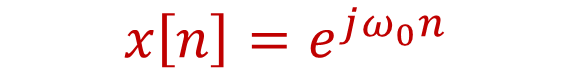 x[n] = e^{jω₀n}